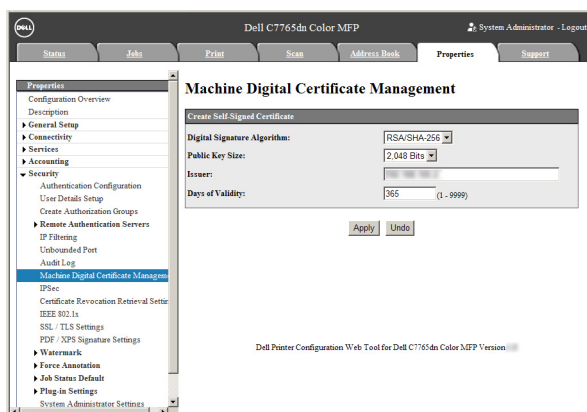 DELL
Dell C7765dn Color MFP
System Administrator - Logout
Status
Jobs
Print
Scan
Address Book
Properties
Support
Properties
Configuration Overview
Description
General Setup
Connectivity
Services
Accounting
Security
Authentication Configuration
User Details Setup
Create Authorization Groups
Remote Authentication Servers
IP Filtering
Unbounded Port
Audit Log
Machine Digital Certificate Managem
IPSec
Certificate Revocation Retrieval Settin
IEEE 802.1x
SSL / TLS Settings
PDF / XPS Signature Settings
Watermark
Force Annotation
Job Status Default
Plug-in Settings
System Administrator Settings
Machine Digital Certificate Management
Create Self-Signed Certificate
Digital Signature Algorithm: RSA/SHA-256
Public Key Size: 2,048 Bits
Issuer:
Days of Validity: 365 (1 - 9999)
Apply Undo
Dell Printer Configuration Web Tool for Dell C7765dn Color MFP Version